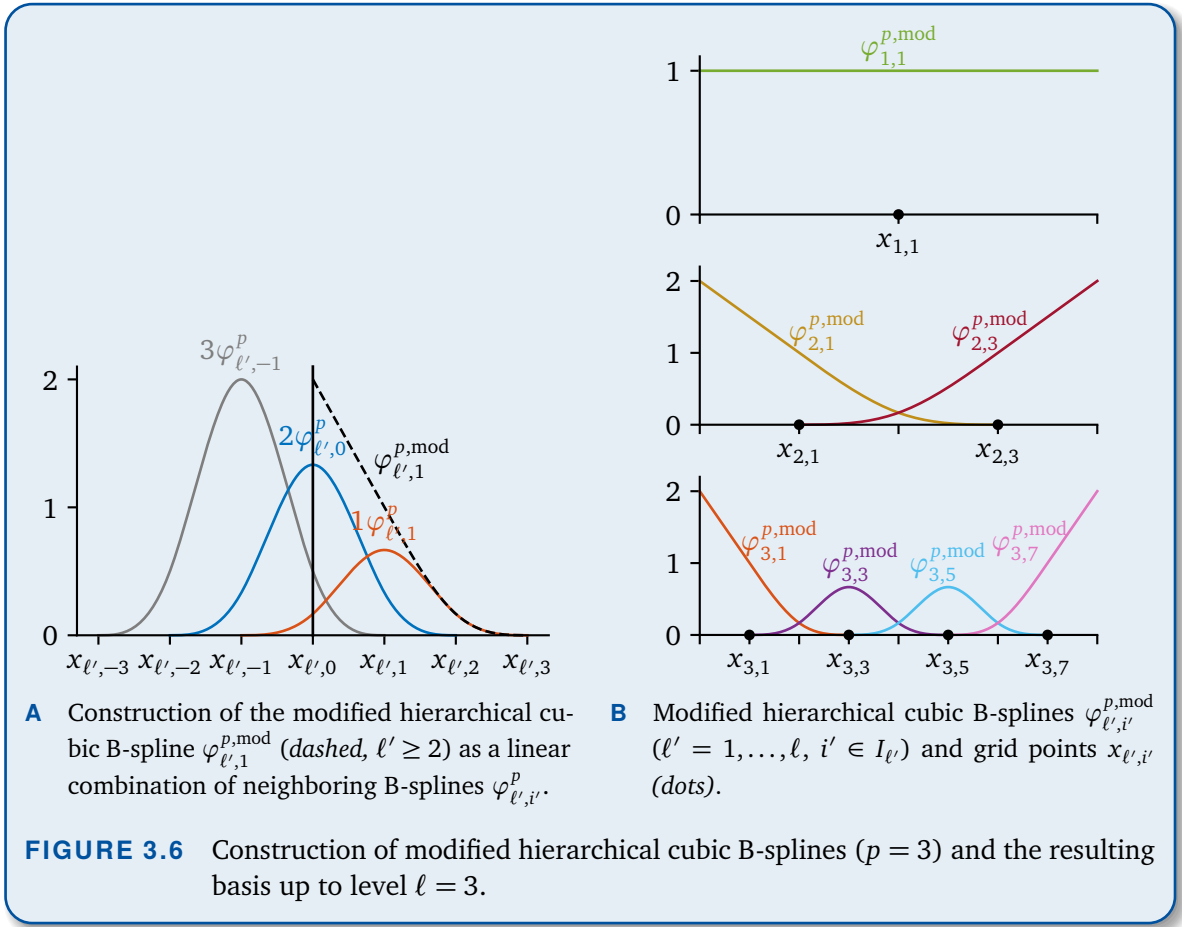 3φ^p_{ℓ′,−1}
2φ^p_{ℓ′,0}
φ^{p,mod}_{ℓ′,1}
1φ^p_{ℓ′,1}
2
1
0
x_{ℓ′,−3} x_{ℓ′,−2} x_{ℓ′,−1} x_{ℓ′,0} x_{ℓ′,1} x_{ℓ′,2} x_{ℓ′,3}
A Construction of the modified hierarchical cu-
bic B-spline φ^{p,mod}_{ℓ′,1} (dashed, ℓ′ ≥ 2) as a linear
combination of neighboring B-splines φ^p_{ℓ′,i′}.
φ^{p,mod}_{1,1}
1
0
x_{1,1}
2
φ^{p,mod}_{2,1} φ^{p,mod}_{2,3}
1
0
x_{2,1} x_{2,3}
2
φ^{p,mod}_{3,1} φ^{p,mod}_{3,3} φ^{p,mod}_{3,5} φ^{p,mod}_{3,7}
1
0
x_{3,1} x_{3,3} x_{3,5} x_{3,7}
B Modified hierarchical cubic B-splines φ^{p,mod}_{ℓ′,i′}
(ℓ′ = 1,...,ℓ, i′ ∈ I_{ℓ′}) and grid points x_{ℓ′,i′}
(dots).
FIGURE 3.6 Construction of modified hierarchical cubic B-splines (p = 3) and the resulting
basis up to level ℓ = 3.